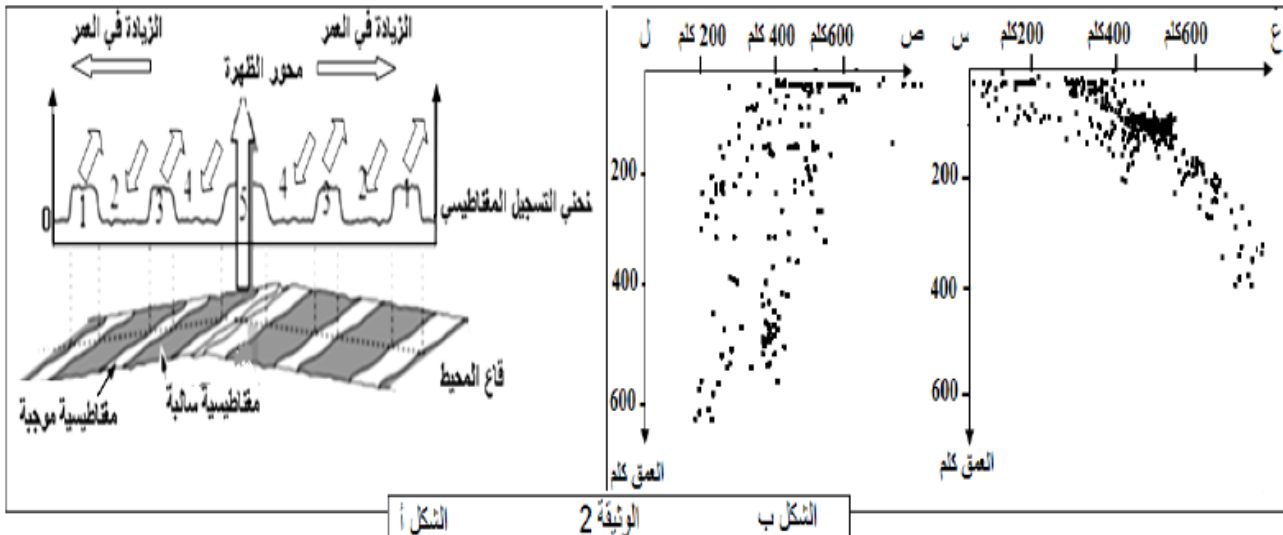 الزيادة في العمر
الزيادة في العمر
محور الظهرة
5
4
4
3
3
2
2
1
1
0
نحني التسجيل المغناطيسي
قاع المحيط
مغناطيسية سالبة
مغناطيسية موجبة
ل
200 كلم
400 كلم
600كلم
ص
200
400
600
العمق كلم
س
200كلم
400كلم
600كلم
ع
200
400
600
العمق كلم
الشكل أ
الوثيقة 2
الشكل ب